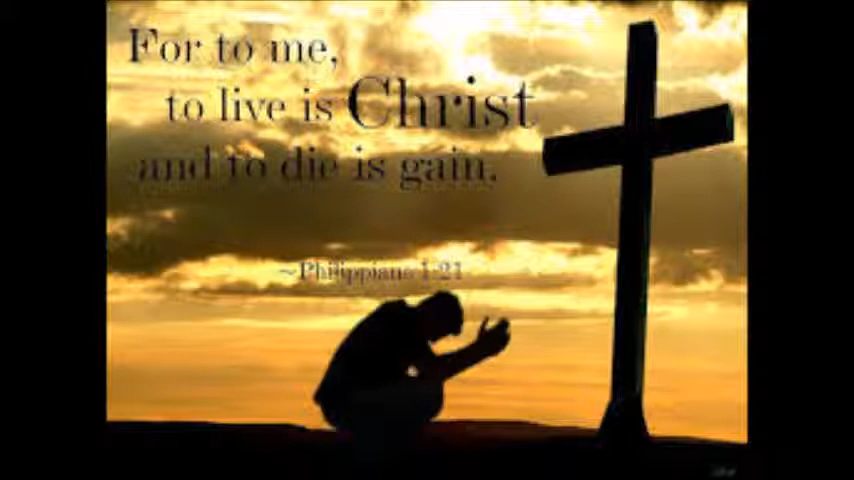 For to me,
to live is Christ
and to die is gain.
~Philippians 1:21